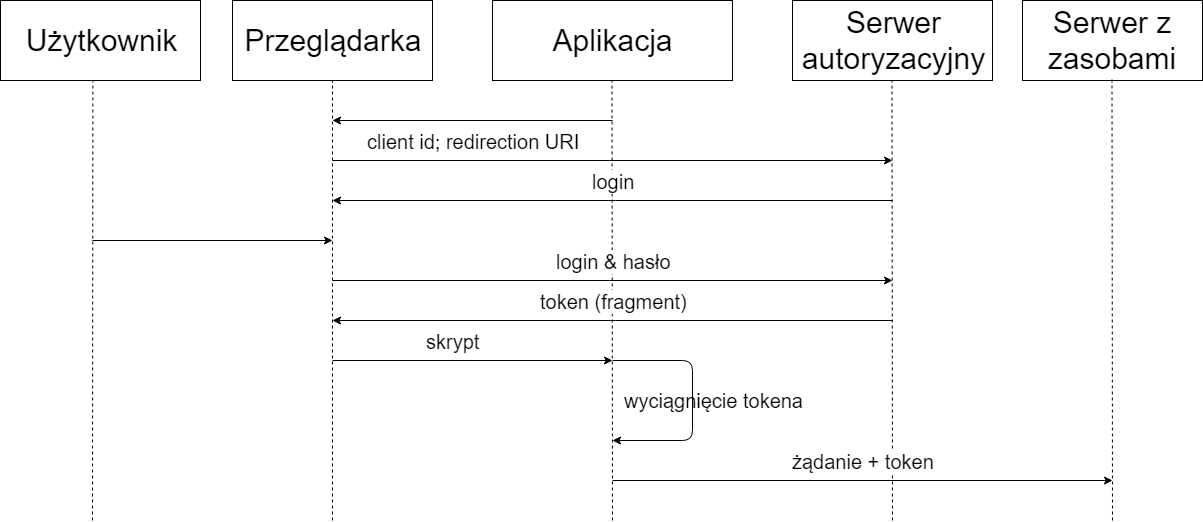 Użytkownik
Przeglądarka
Aplikacja
Serwer
autoryzacyjny
Serwer z
zasobami
client id; redirection URI
login
login & hasło
token (fragment)
skrypt
wyciągnięcie tokena
żądanie + token